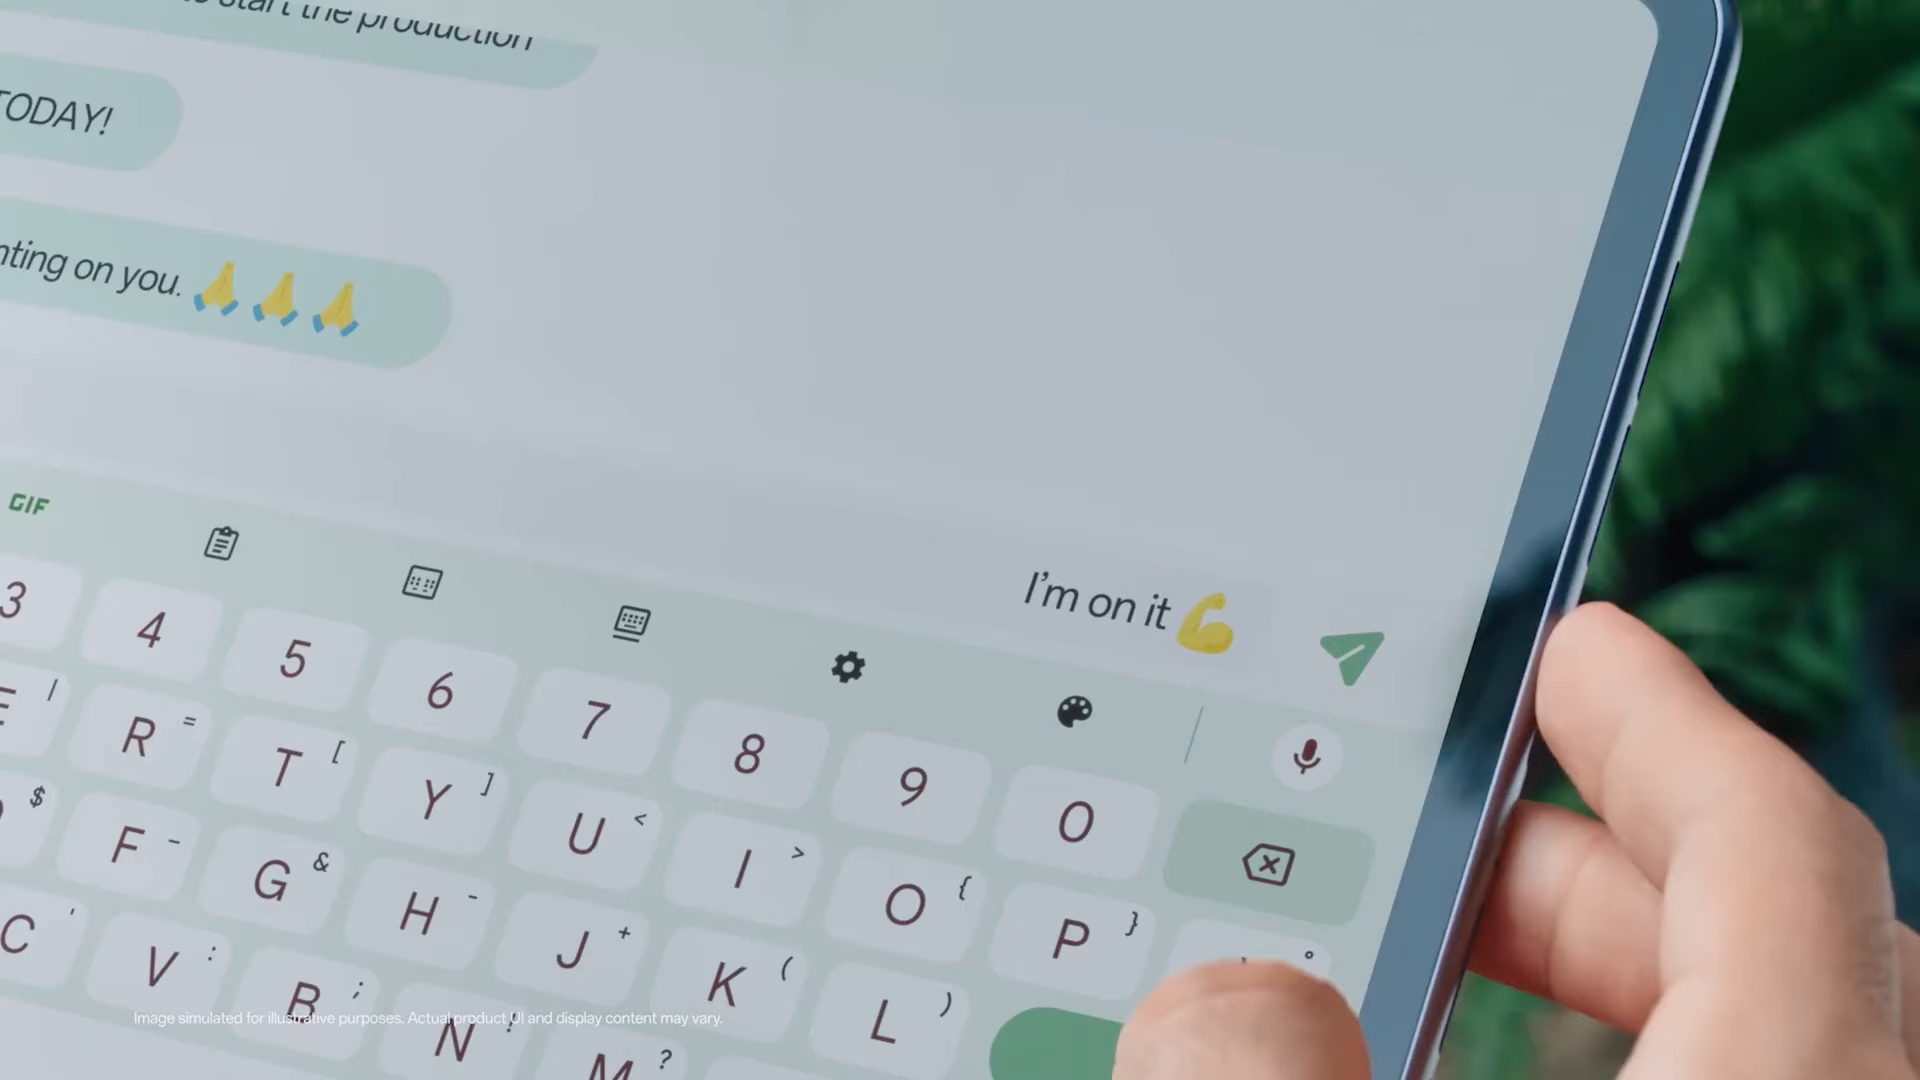 start the production
TODAY!
on you. 🙏🙏🙏
I'm on it 💪
GIF
3 4 5 6 7 8 9 0
E | R = T [ Y ] U < I > O { P }
$ F - G & H - J + K ( L )
C ' V : B ; N ! M ?
Image simulated for illustrative purposes. Actual product UI and display content may vary.